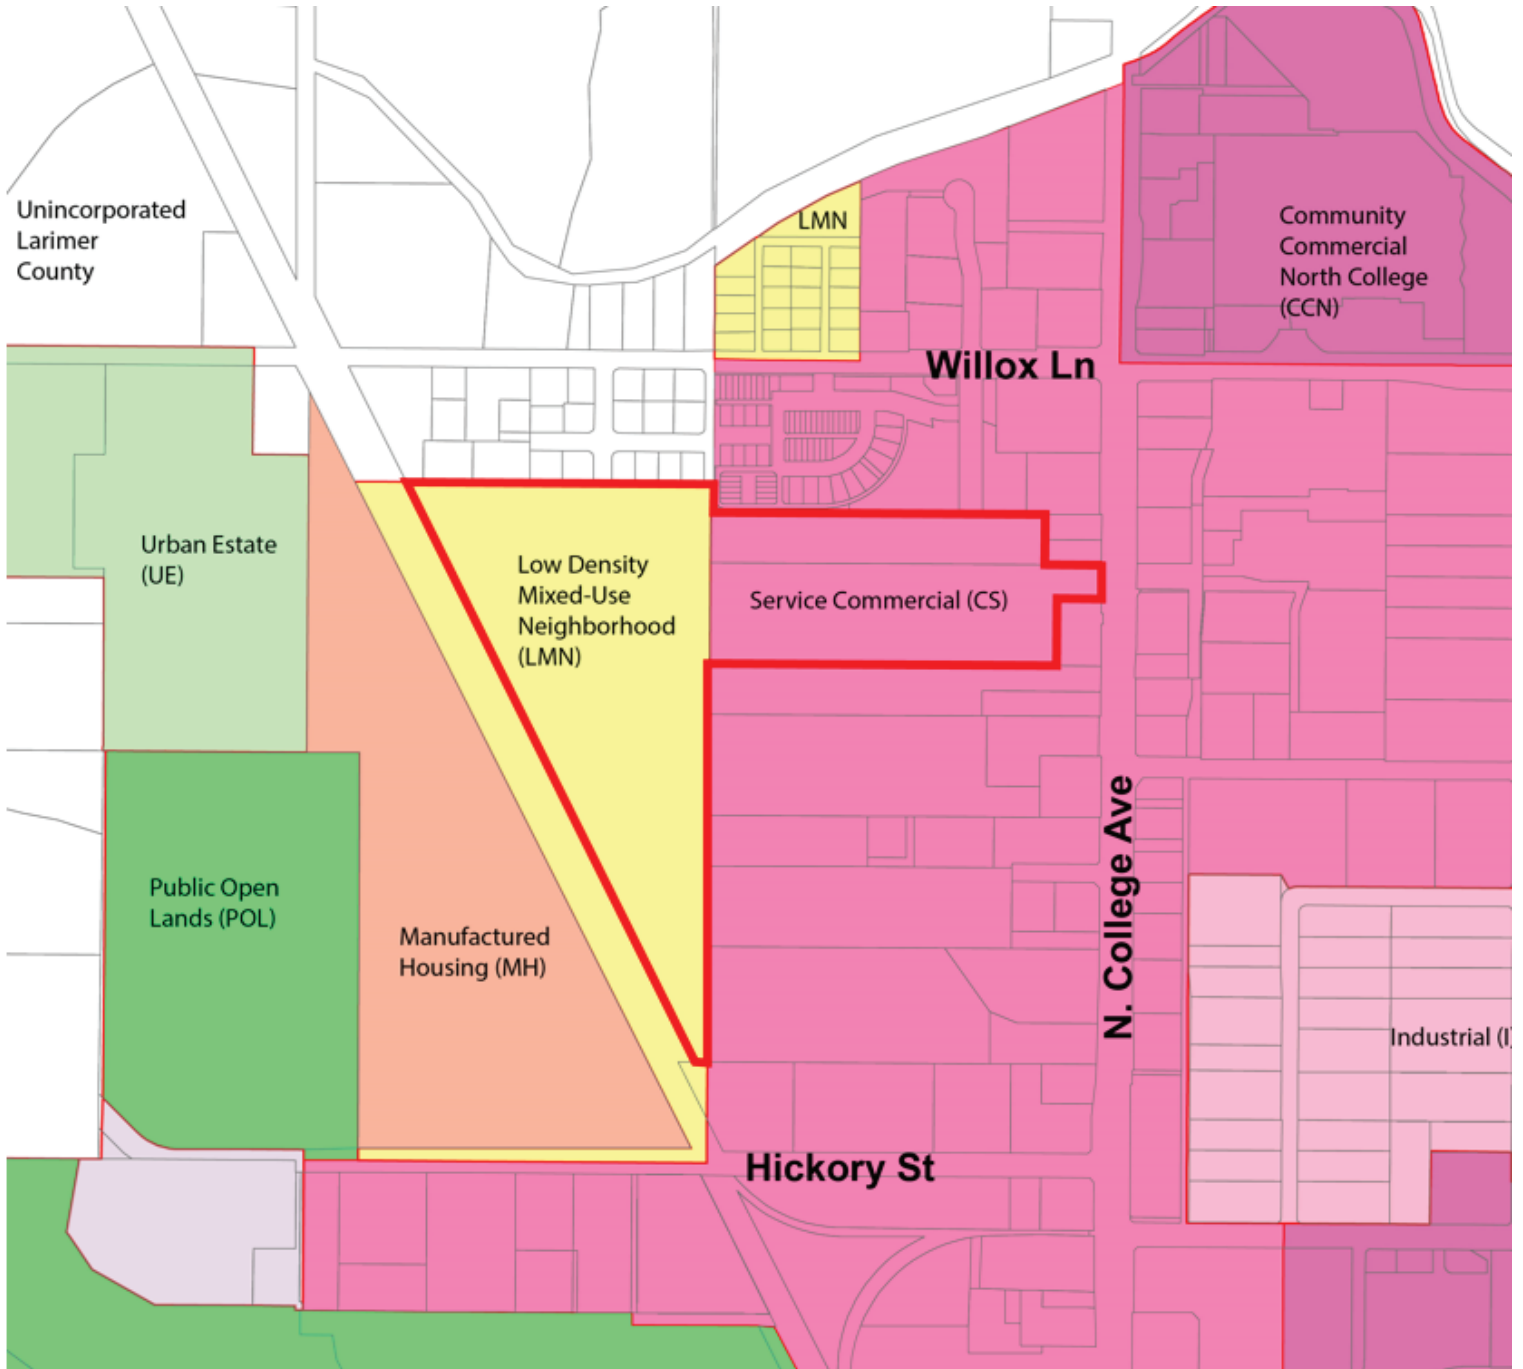 Unincorporated
Larimer
County
LMN
Community
Commercial
North College
(CCN)
Willox Ln
Urban Estate
(UE)
Low Density
Mixed-Use
Neighborhood
(LMN)
Service Commercial (CS)
Public Open
Lands (POL)
Manufactured
Housing (MH)
N. College Ave
Industrial (I
Hickory St